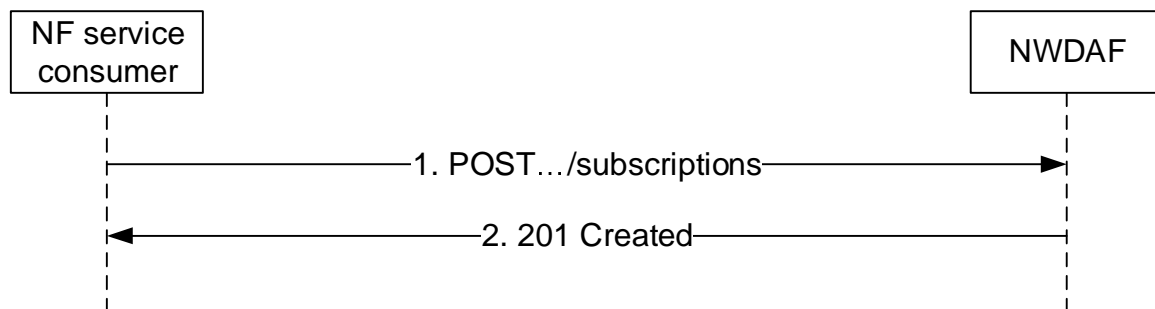 NF service
consumer
NWDAF
1. POST…/subscriptions
2. 201 Created